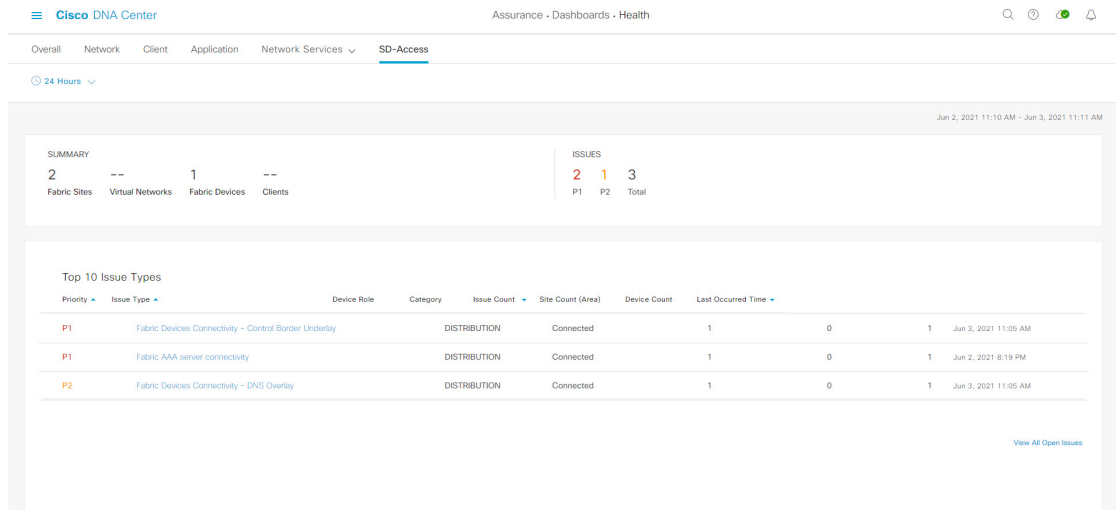 Cisco DNA Center Assurance · Dashboards · Health
Overall Network Client Application Network Services SD-Access
24 Hours
Jun 2, 2021 11:10 AM - Jun 3, 2021 11:11 AM
SUMMARY ISSUES
2 -- 1 -- 2 1 3
Fabric Sites Virtual Networks Fabric Devices Clients P1 P2 Total
Top 10 Issue Types
Priority Issue Type Device Role Category Issue Count Site Count (Area) Device Count Last Occurred Time
P1 Fabric Devices Connectivity - Control Border Underlay DISTRIBUTION Connected 1 0 1 Jun 3, 2021 11:05 AM
P1 Fabric AAA server connectivity DISTRIBUTION Connected 1 0 1 Jun 2, 2021 8:19 PM
P2 Fabric Devices Connectivity - DNS Overlay DISTRIBUTION Connected 1 0 1 Jun 3, 2021 11:05 AM
View All Open Issues